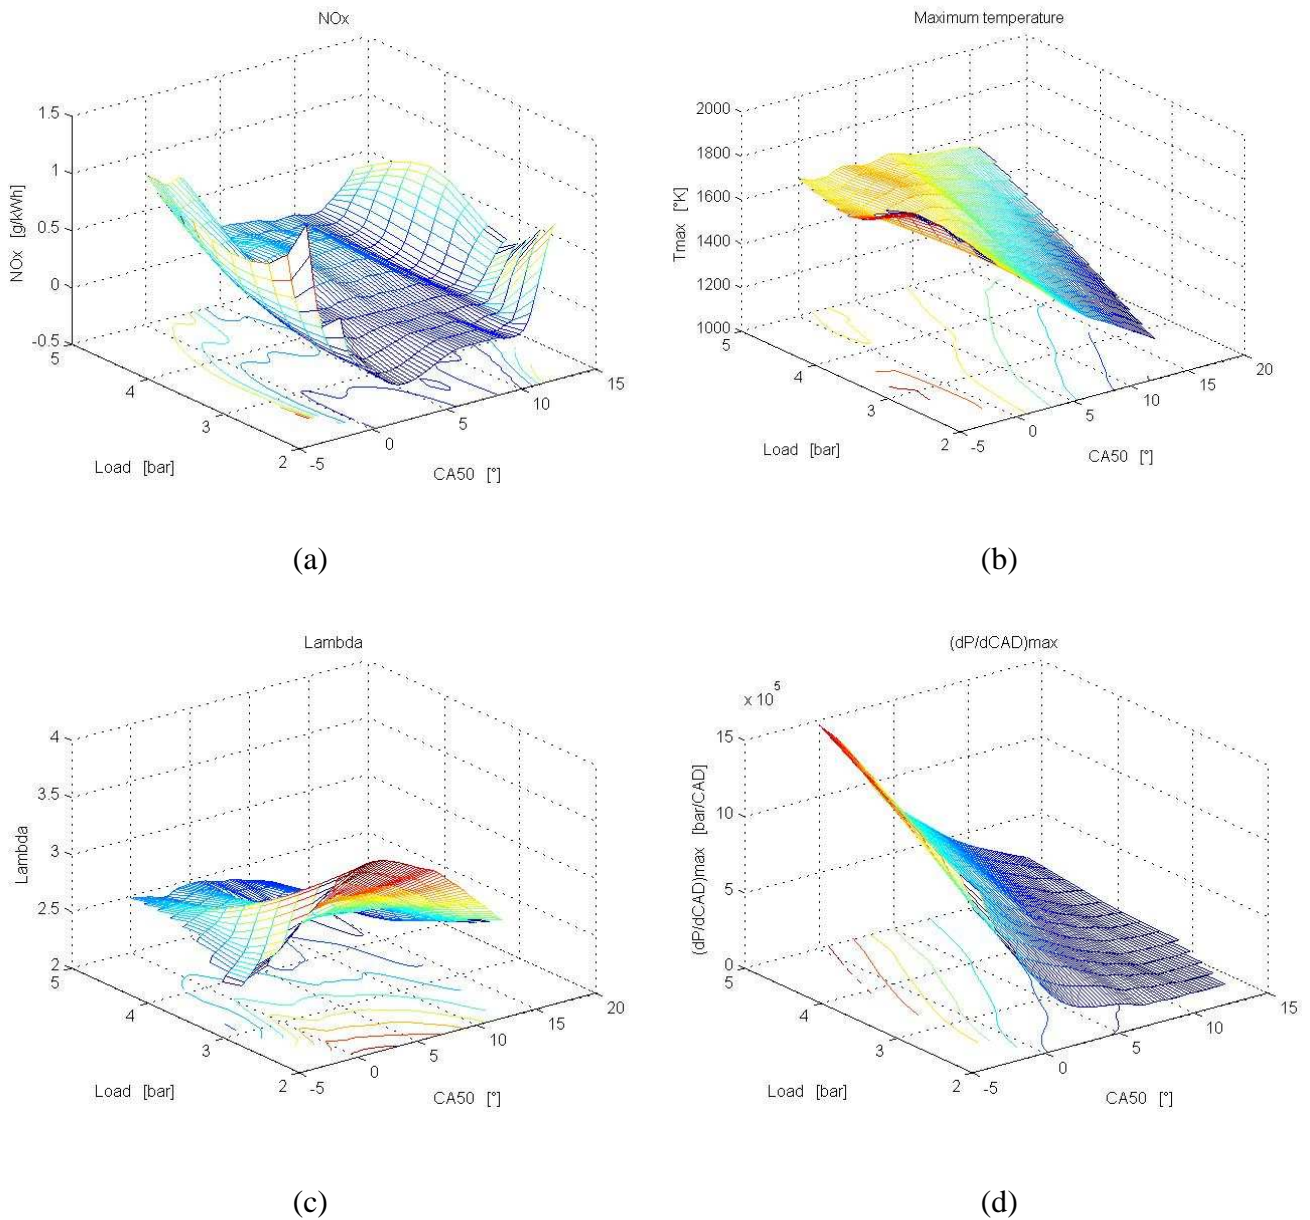 NOx
1.5
1
0.5
0
-0.5
NOx [g/kWh]
5
4
3
2
Load [bar]
-5
0
5
10
15
CA50 [°]
(a)
Maximum temperature
2000
1800
1600
1400
1200
1000
Tmax [°K]
5
4
3
2
Load [bar]
-5
0
5
10
15
20
CA50 [°]
(b)
Lambda
4
3.5
3
2.5
2
Lambda
5
4
3
2
Load [bar]
-5
0
5
10
15
20
CA50 [°]
(c)
(dP/dCAD)max
x 10^5
15
10
5
0
(dP/dCAD)max [bar/CAD]
5
4
3
2
Load [bar]
-5
0
5
10
15
CA50 [°]
(d)